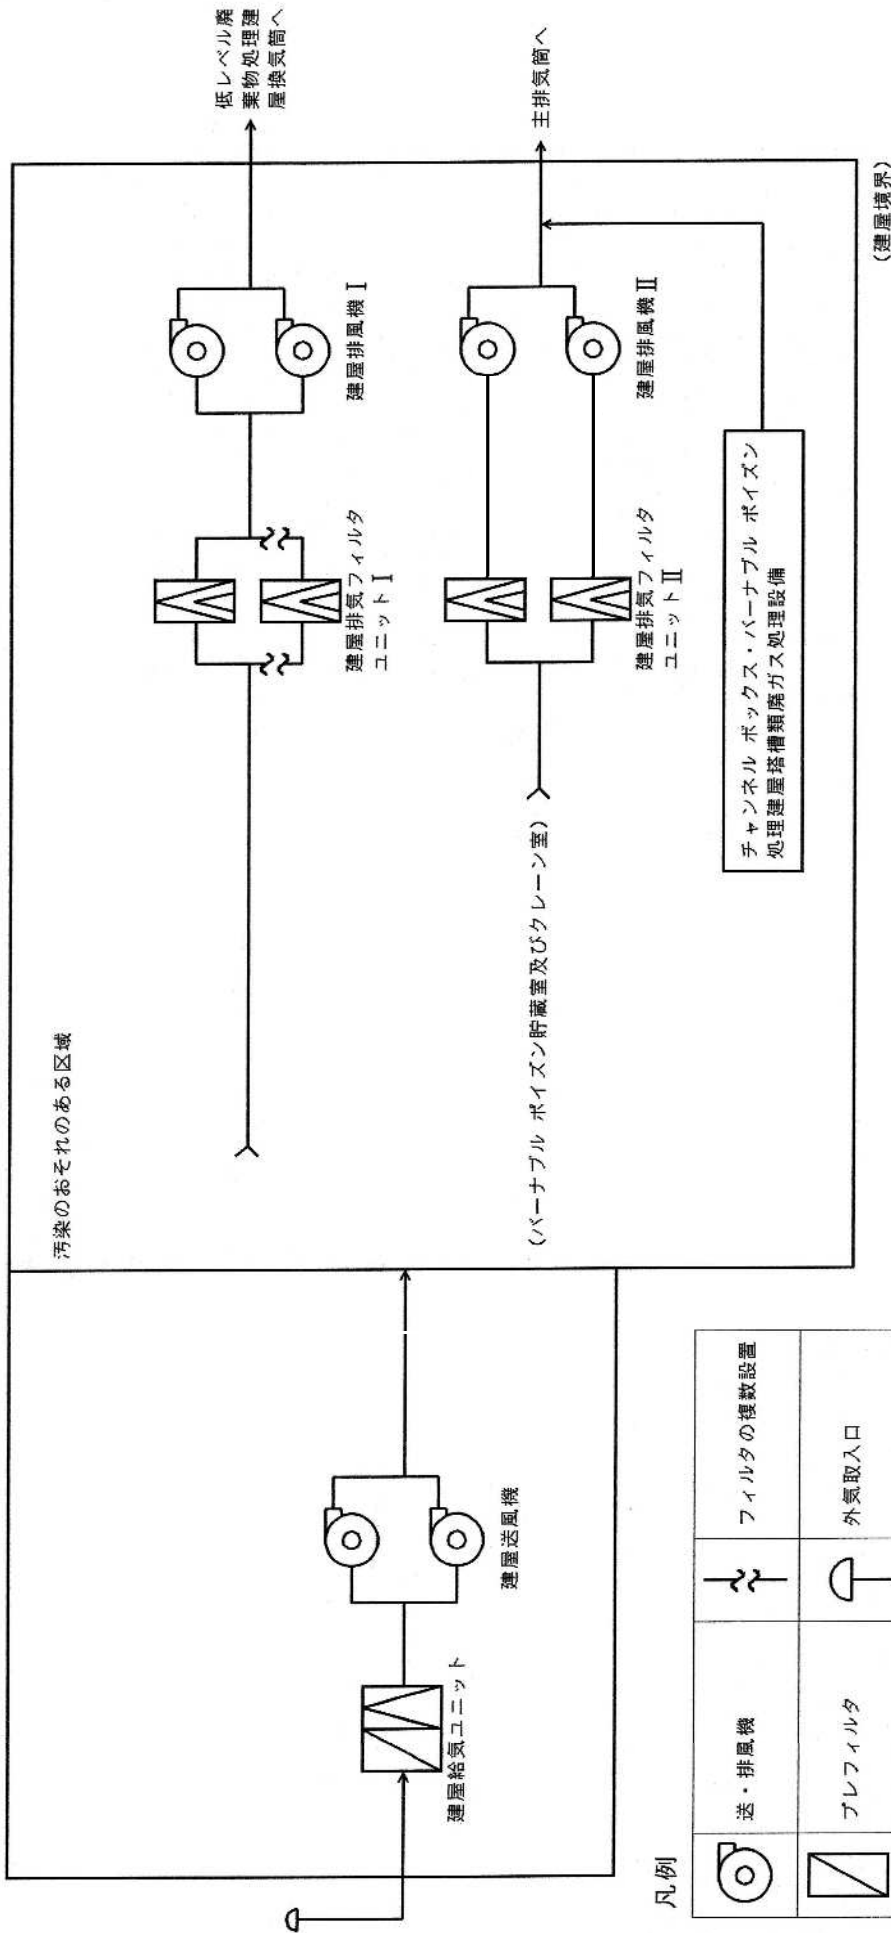 低レベル廃
棄物処理建
屋換気筒へ
主排気筒へ
(建屋境界)
汚染のおそれのある区域
建屋排風機Ⅰ
建屋排気フィルタ
ユニットⅠ
建屋排風機Ⅱ
建屋排気フィルタ
ユニットⅡ
(バーナブル ポイズン貯蔵室及びクレーン室)
チャンネル ボックス・バーナブル ポイズン
処理建屋塔槽類廃ガス処理設備
建屋送風機
建屋給気ユニット
凡例
送・排風機
フィルタの複数設置
プレフィルタ
外気取入口